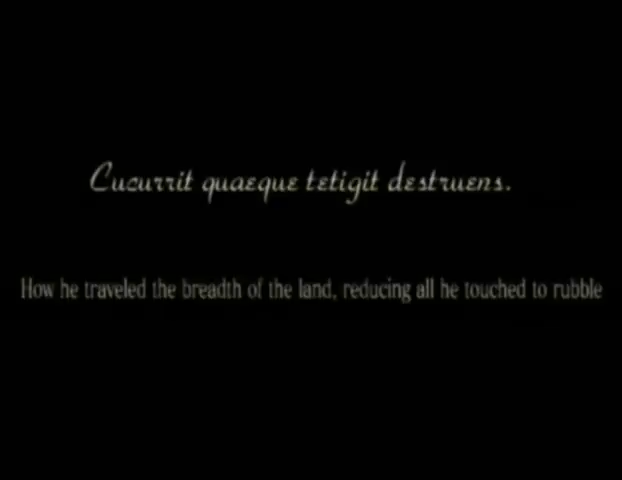 Cucurrit quaeque tetigit destruens.
How he traveled the breadth of the land, reducing all he touched to rubble